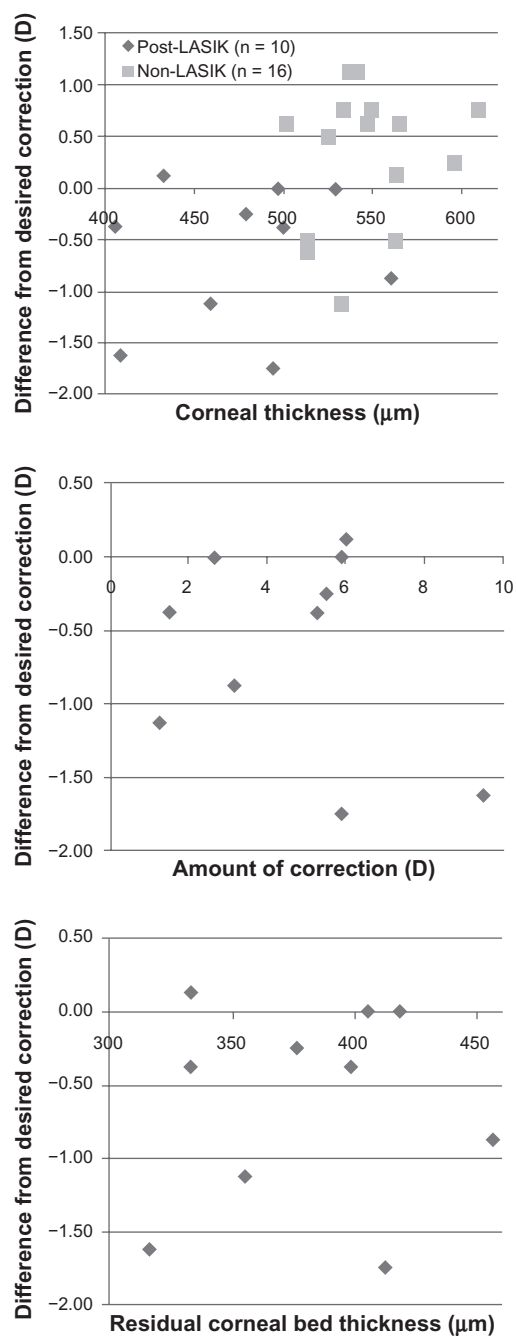 Difference from desired correction (D)
1.50
1.00
0.50
0.00
−0.50
−1.00
−1.50
−2.00
Post-LASIK (n = 10)
Non-LASIK (n = 16)
400 450 500 550 600
Corneal thickness (µm)
Difference from desired correction (D)
0.50
0.00
−0.50
−1.00
−1.50
−2.00
0 2 4 6 8 10
Amount of correction (D)
Difference from desired correction (D)
0.50
0.00
−0.50
−1.00
−1.50
−2.00
300 350 400 450
Residual corneal bed thickness (µm)